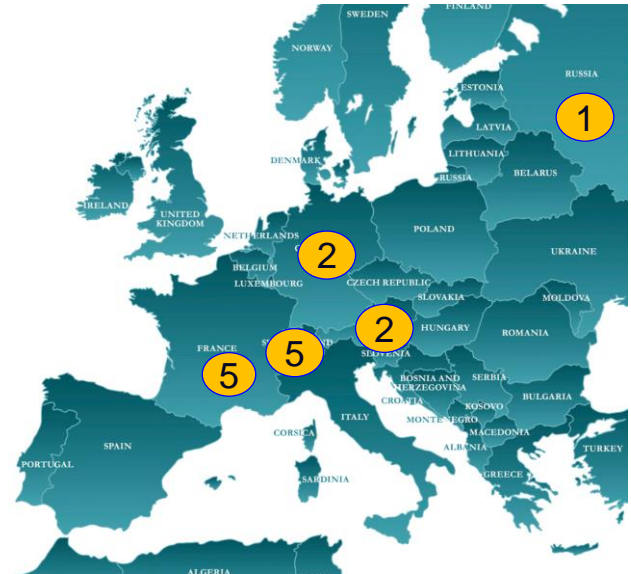 SWEDEN
FINLAND
NORWAY
RUSSIA
ESTONIA
1
LATVIA
DENMARK
LITHUANIA
RUSSIA
BELARUS
IRELAND
UNITED
KINGDOM
NETHERLANDS
POLAND
2
UKRAINE
BELGIUM
LUXEMBOURG
CZECH REPUBLIC
SLOVAKIA
MOLDOVA
2
HUNGARY
ROMANIA
FRANCE
5
SLOVENIA
5
BOSNIA AND
HERZEGOVINA
SERBIA
CROATIA
BULGARIA
KOSOVO
ITALY
MONTENEGRO
MACEDONIA
CORSICA
ALBANIA
SPAIN
TURKEY
PORTUGAL
SARDINIA
GREECE
ALGERIA